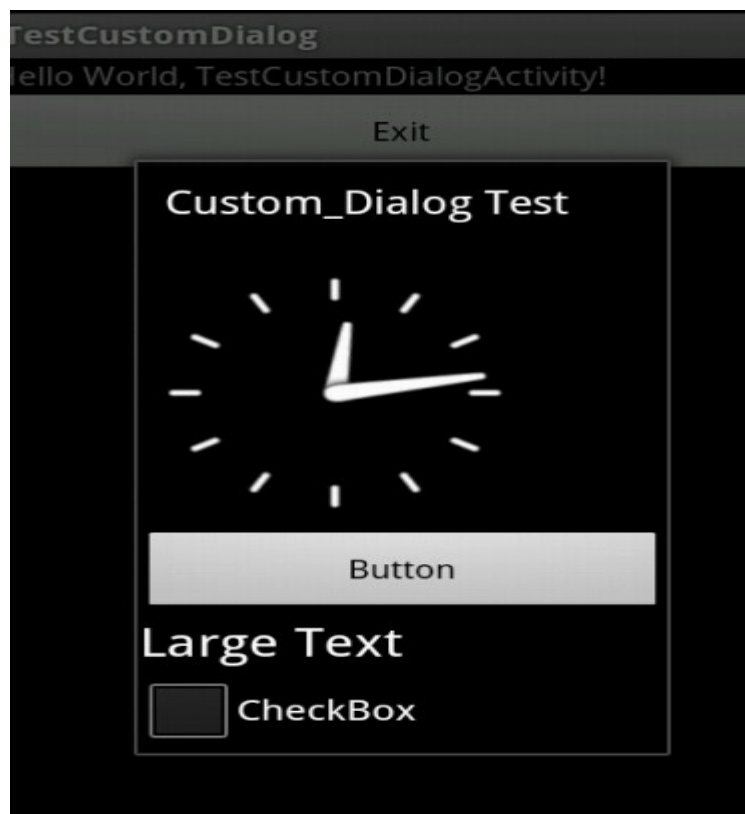 TestCustomDialog
Hello World, TestCustomDialogActivity!
Exit
Custom_Dialog Test
Button
Large Text
CheckBox